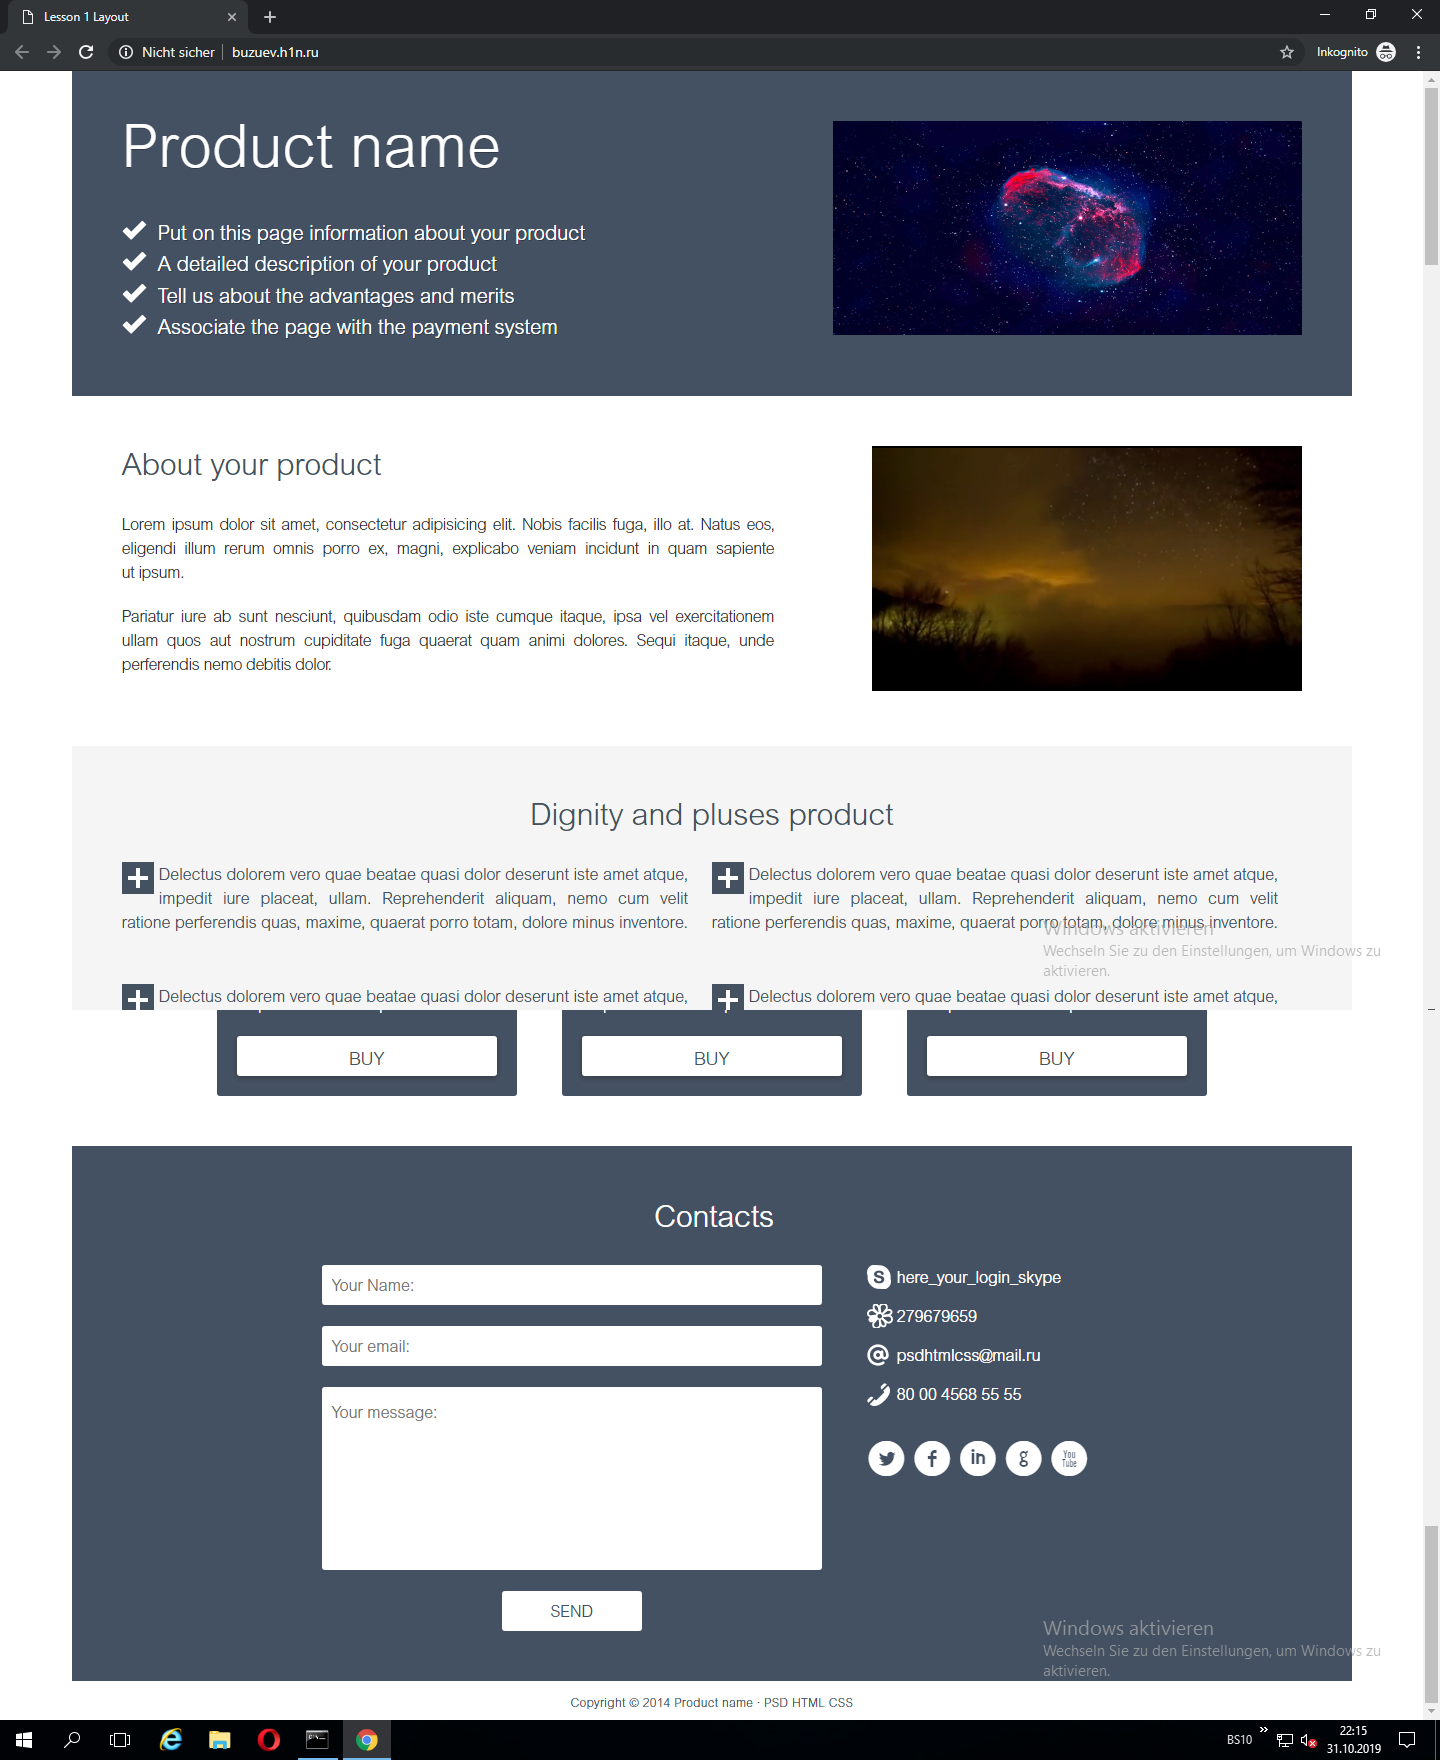 Lesson 1 Layout
Nicht sicher
buzuev.h1n.ru
Inkognito
Product name
Put on this page information about your product
A detailed description of your product
Tell us about the advantages and merits
Associate the page with the payment system
About your product
Lorem ipsum dolor sit amet, consectetur adipisicing elit. Nobis facilis fuga, illo at. Natus eos,
eligendi illum rerum omnis porro ex, magni, explicabo veniam incidunt in quam sapiente
ut ipsum.
Pariatur iure ab sunt nesciunt, quibusdam odio iste cumque itaque, ipsa vel exercitationem
ullam quos aut nostrum cupiditate fuga quaerat quam animi dolores. Sequi itaque, unde
perferendis nemo debitis dolor.
Dignity and pluses product
Delectus dolorem vero quae beatae quasi dolor deserunt iste amet atque,
impedit iure placeat, ullam. Reprehenderit aliquam, nemo cum velit
ratione perferendis quas, maxime, quaerat porro totam, dolore minus inventore.
Delectus dolorem vero quae beatae quasi dolor deserunt iste amet atque,
impedit iure placeat, ullam. Reprehenderit aliquam, nemo cum velit
ratione perferendis quas, maxime, quaerat porro totam, dolore minus inventore.
Windows aktivieren
Wechseln Sie zu den Einstellungen, um Windows zu
aktivieren.
Delectus dolorem vero quae beatae quasi dolor deserunt iste amet atque,
Delectus dolorem vero quae beatae quasi dolor deserunt iste amet atque,
BUY
BUY
BUY
Contacts
Your Name:
Your email:
Your message:
SEND
here_your_login_skype
279679659
psdhtmlcss@mail.ru
80 00 4568 55 55
You
Tube
Windows aktivieren
Wechseln Sie zu den Einstellungen, um Windows zu
aktivieren.
Copyright © 2014 Product name - PSD HTML CSS
BS10
22:15
31.10.2019